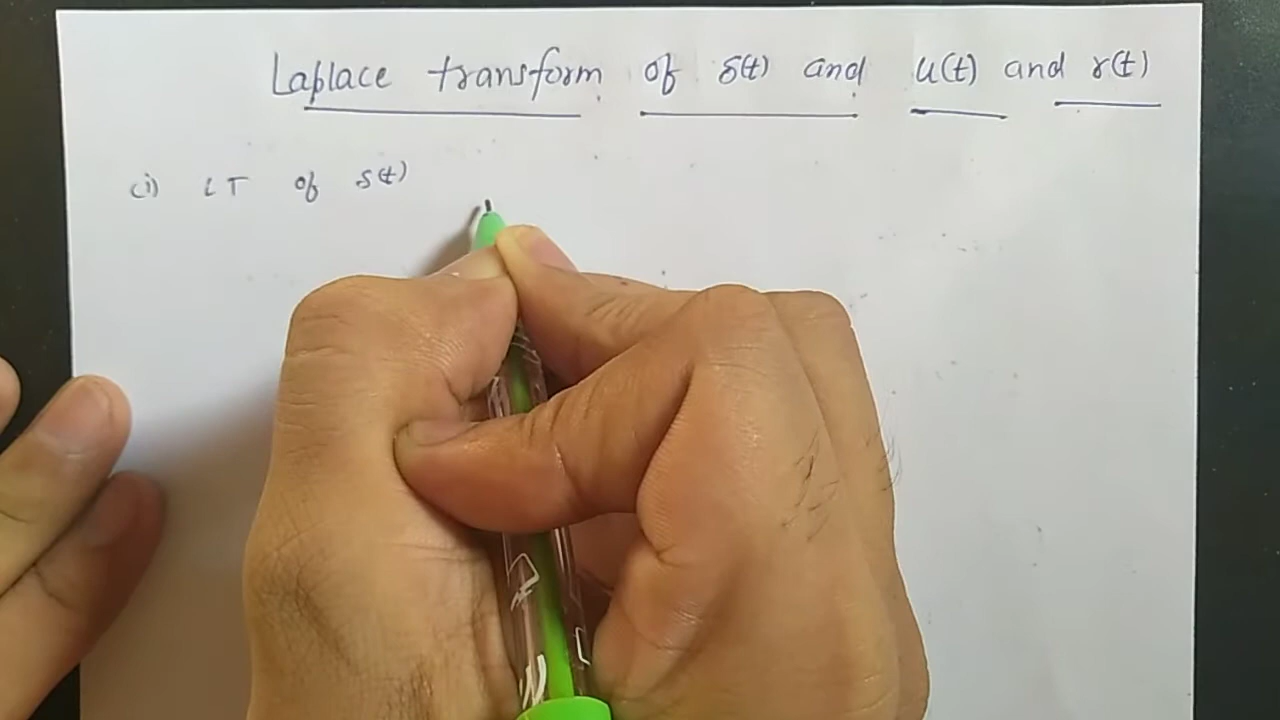 Laplace transform of δ(t) and u(t) and r(t)
(i) LT of δ(t)